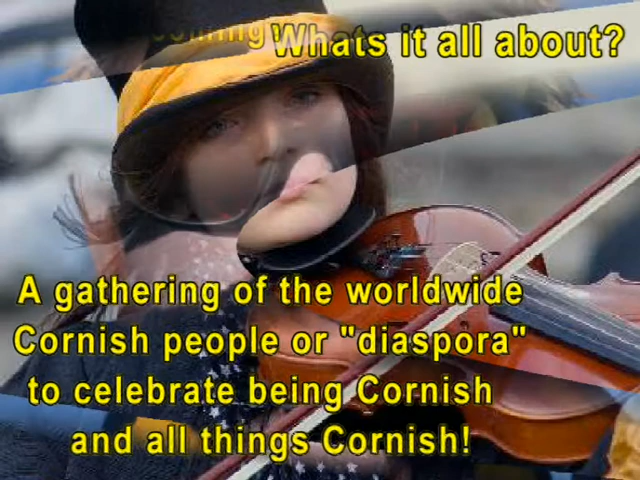 Whats it all about?
A gathering of the worldwide
Cornish people or "diaspora"
to celebrate being Cornish
and all things Cornish!